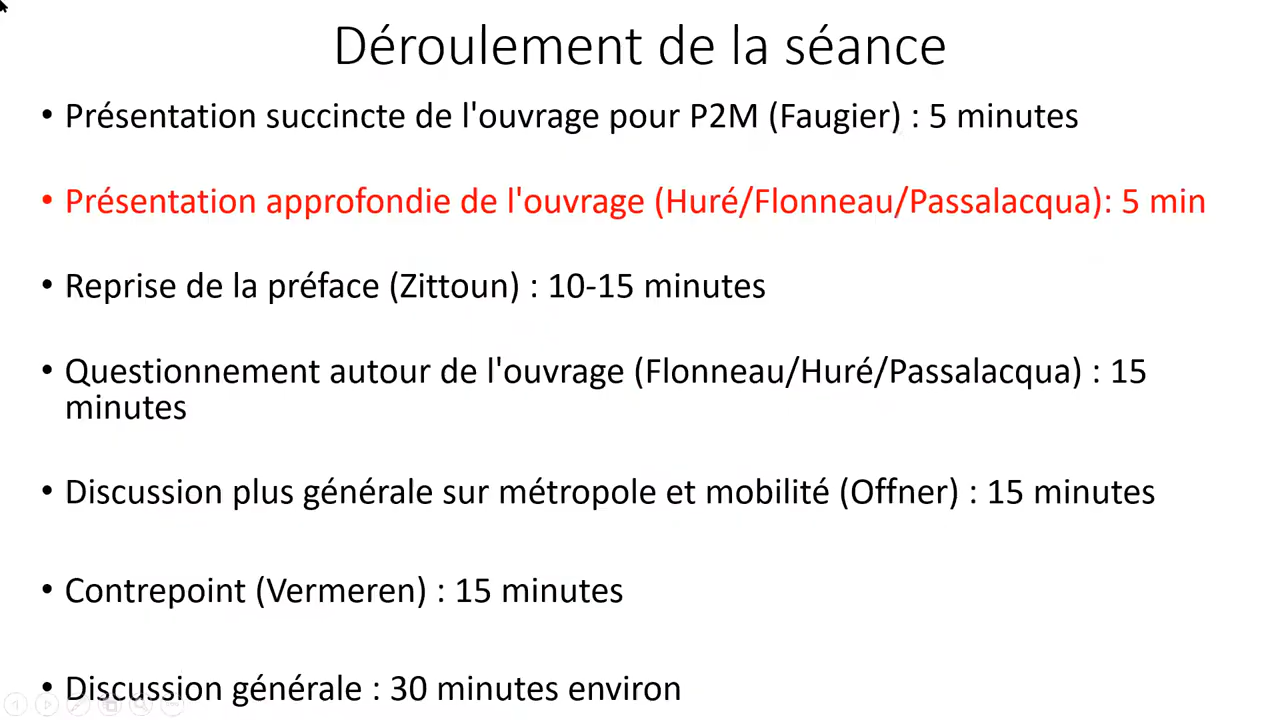 Déroulement de la séance
• Présentation succincte de l'ouvrage pour P2M (Faugier) : 5 minutes
• Présentation approfondie de l'ouvrage (Huré/Flonneau/Passalacqua): 5 min
• Reprise de la préface (Zittoun) : 10-15 minutes
• Questionnement autour de l'ouvrage (Flonneau/Huré/Passalacqua) : 15
minutes
• Discussion plus générale sur métropole et mobilité (Offner) : 15 minutes
• Contrepoint (Vermeren) : 15 minutes
• Discussion générale : 30 minutes environ